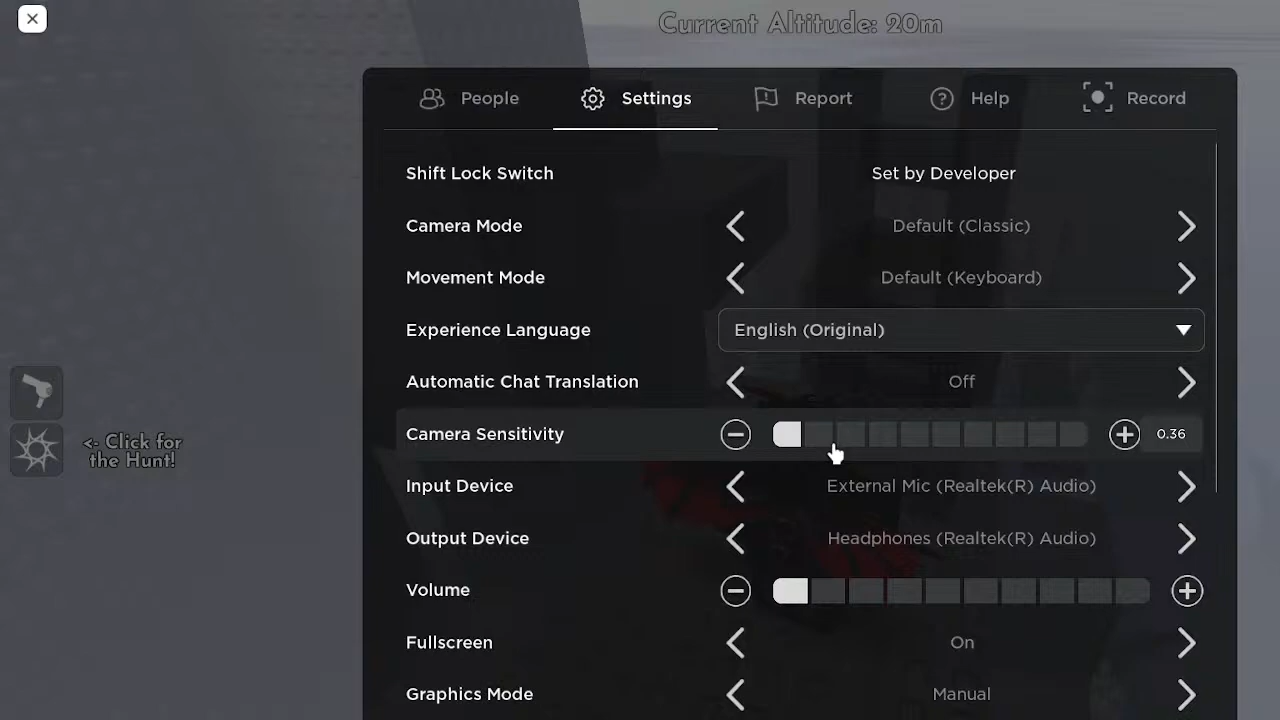 Current Altitude: 20m
People
Settings
Report
Help
Record
Shift Lock Switch
Set by Developer
Camera Mode
Default (Classic)
Movement Mode
Default (Keyboard)
Experience Language
English (Original)
Automatic Chat Translation
Off
Camera Sensitivity
0.36
<- Click for
the Hunt!
Input Device
External Mic (Realtek(R) Audio)
Output Device
Headphones (Realtek(R) Audio)
Volume
Fullscreen
On
Graphics Mode
Manual